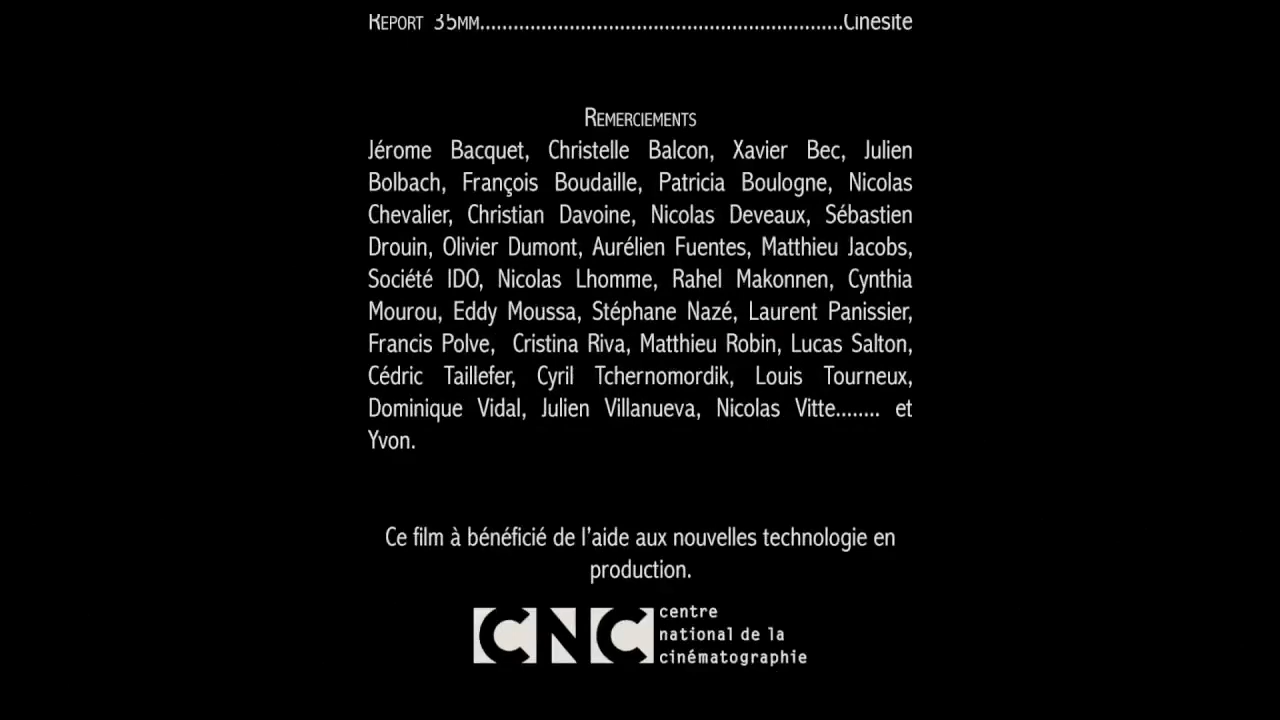 Report 35mm...................................................................Cinesite
Remerciements
Jérome Bacquet, Christelle Balcon, Xavier Bec, Julien
Bolbach, François Boudaille, Patricia Boulogne, Nicolas
Chevalier, Christian Davoine, Nicolas Deveaux, Sébastien
Drouin, Olivier Dumont, Aurélien Fuentes, Matthieu Jacobs,
Société IDO, Nicolas Lhomme, Rahel Makonnen, Cynthia
Mourou, Eddy Moussa, Stéphane Nazé, Laurent Panissier,
Francis Polve, Cristina Riva, Matthieu Robin, Lucas Salton,
Cédric Taillefer, Cyril Tchernomordik, Louis Tourneux,
Dominique Vidal, Julien Villanueva, Nicolas Vitte........ et
Yvon.
Ce film à bénéficié de l'aide aux nouvelles technologie en
production.
CNC centre
national de la
cinématographie